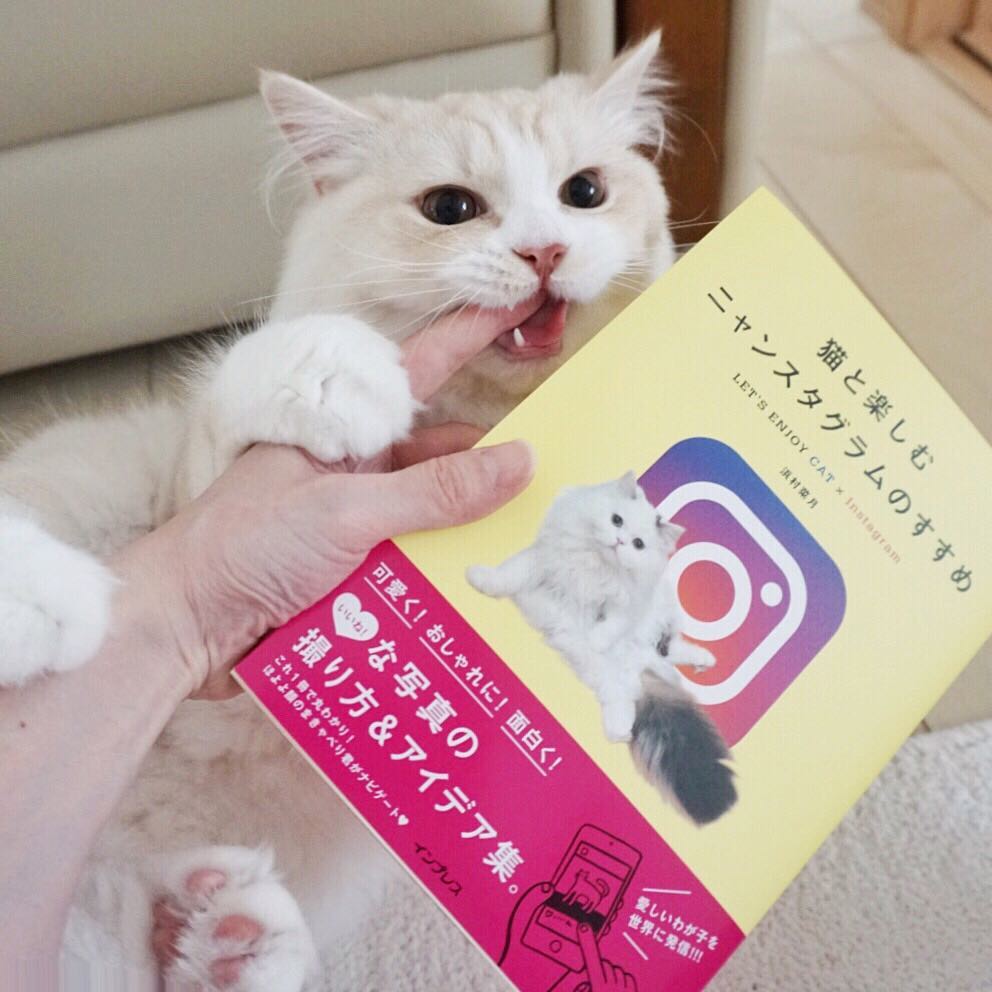 猫と楽しむ
ニャンスタグラムのすすめ
LET'S ENJOY CAT × Instagram
浜村菜月
可愛く！おしゃれに！面白く！
いいね！
な写真の
撮り方&アイデア集。
これ1冊で丸わかり！
ほよよ顔のまきゃべり君がナビゲート♥
インプレス
愛しいわが子を
世界に発信!!!